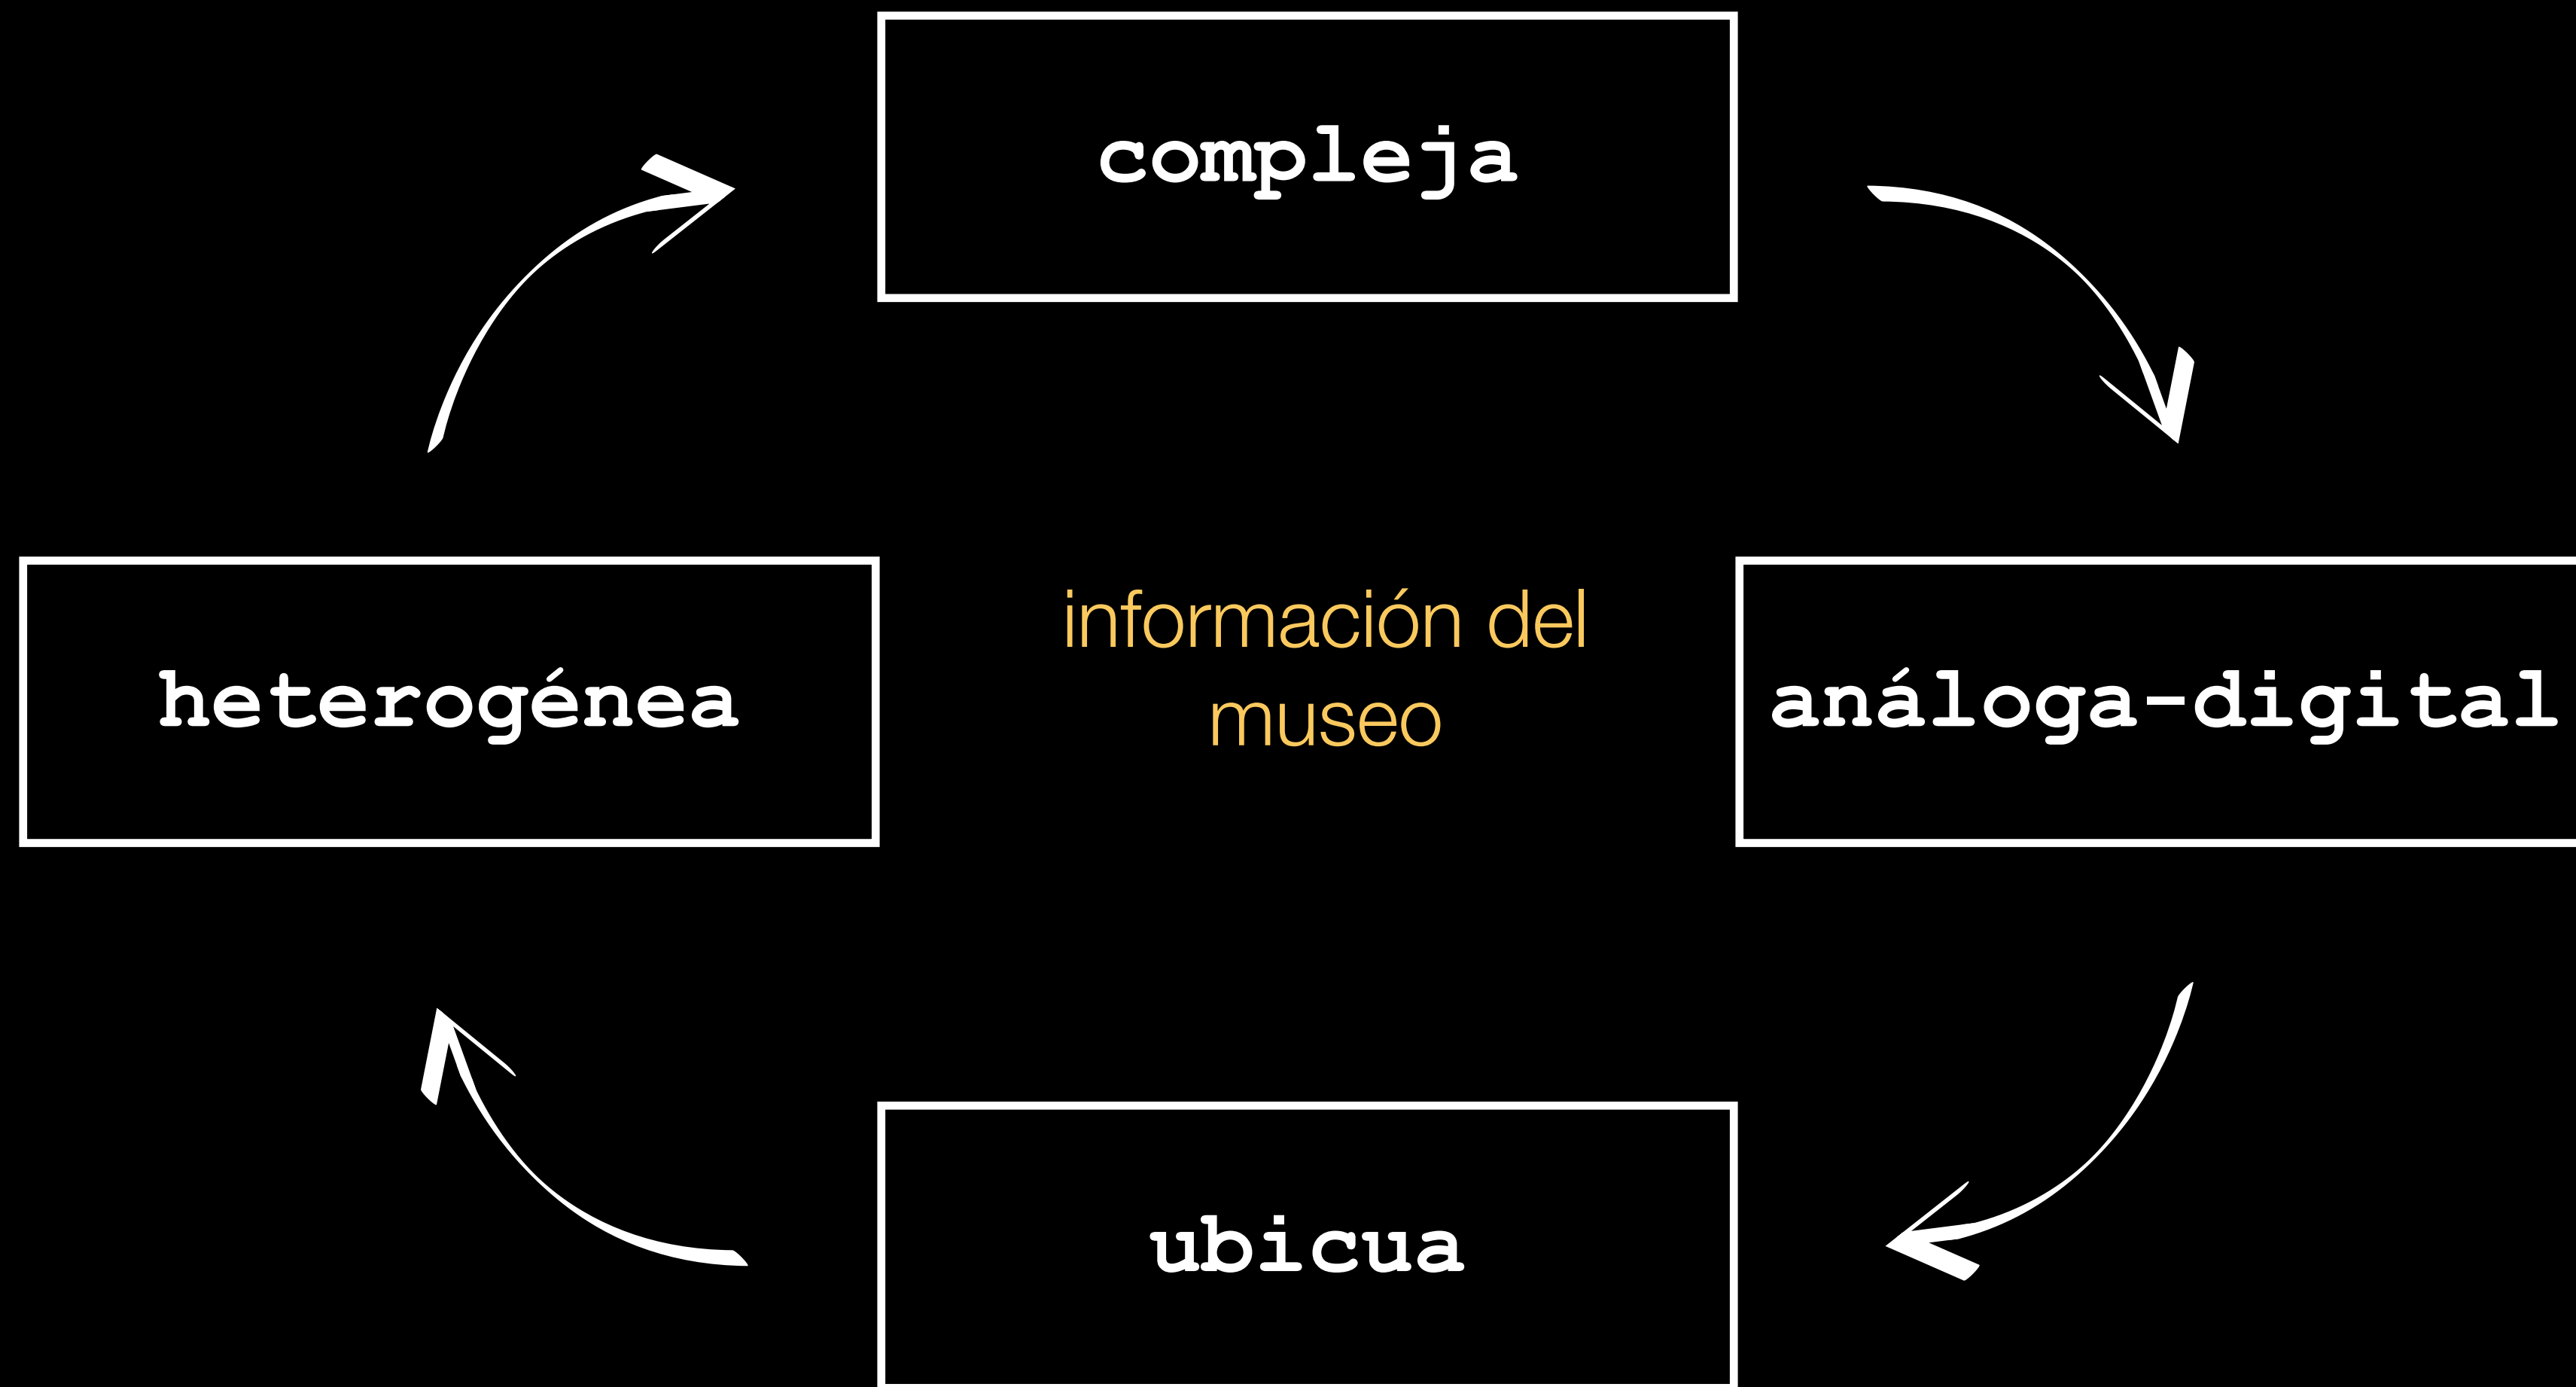 compleja
heterogénea
información del
museo
análoga-digital
ubicua